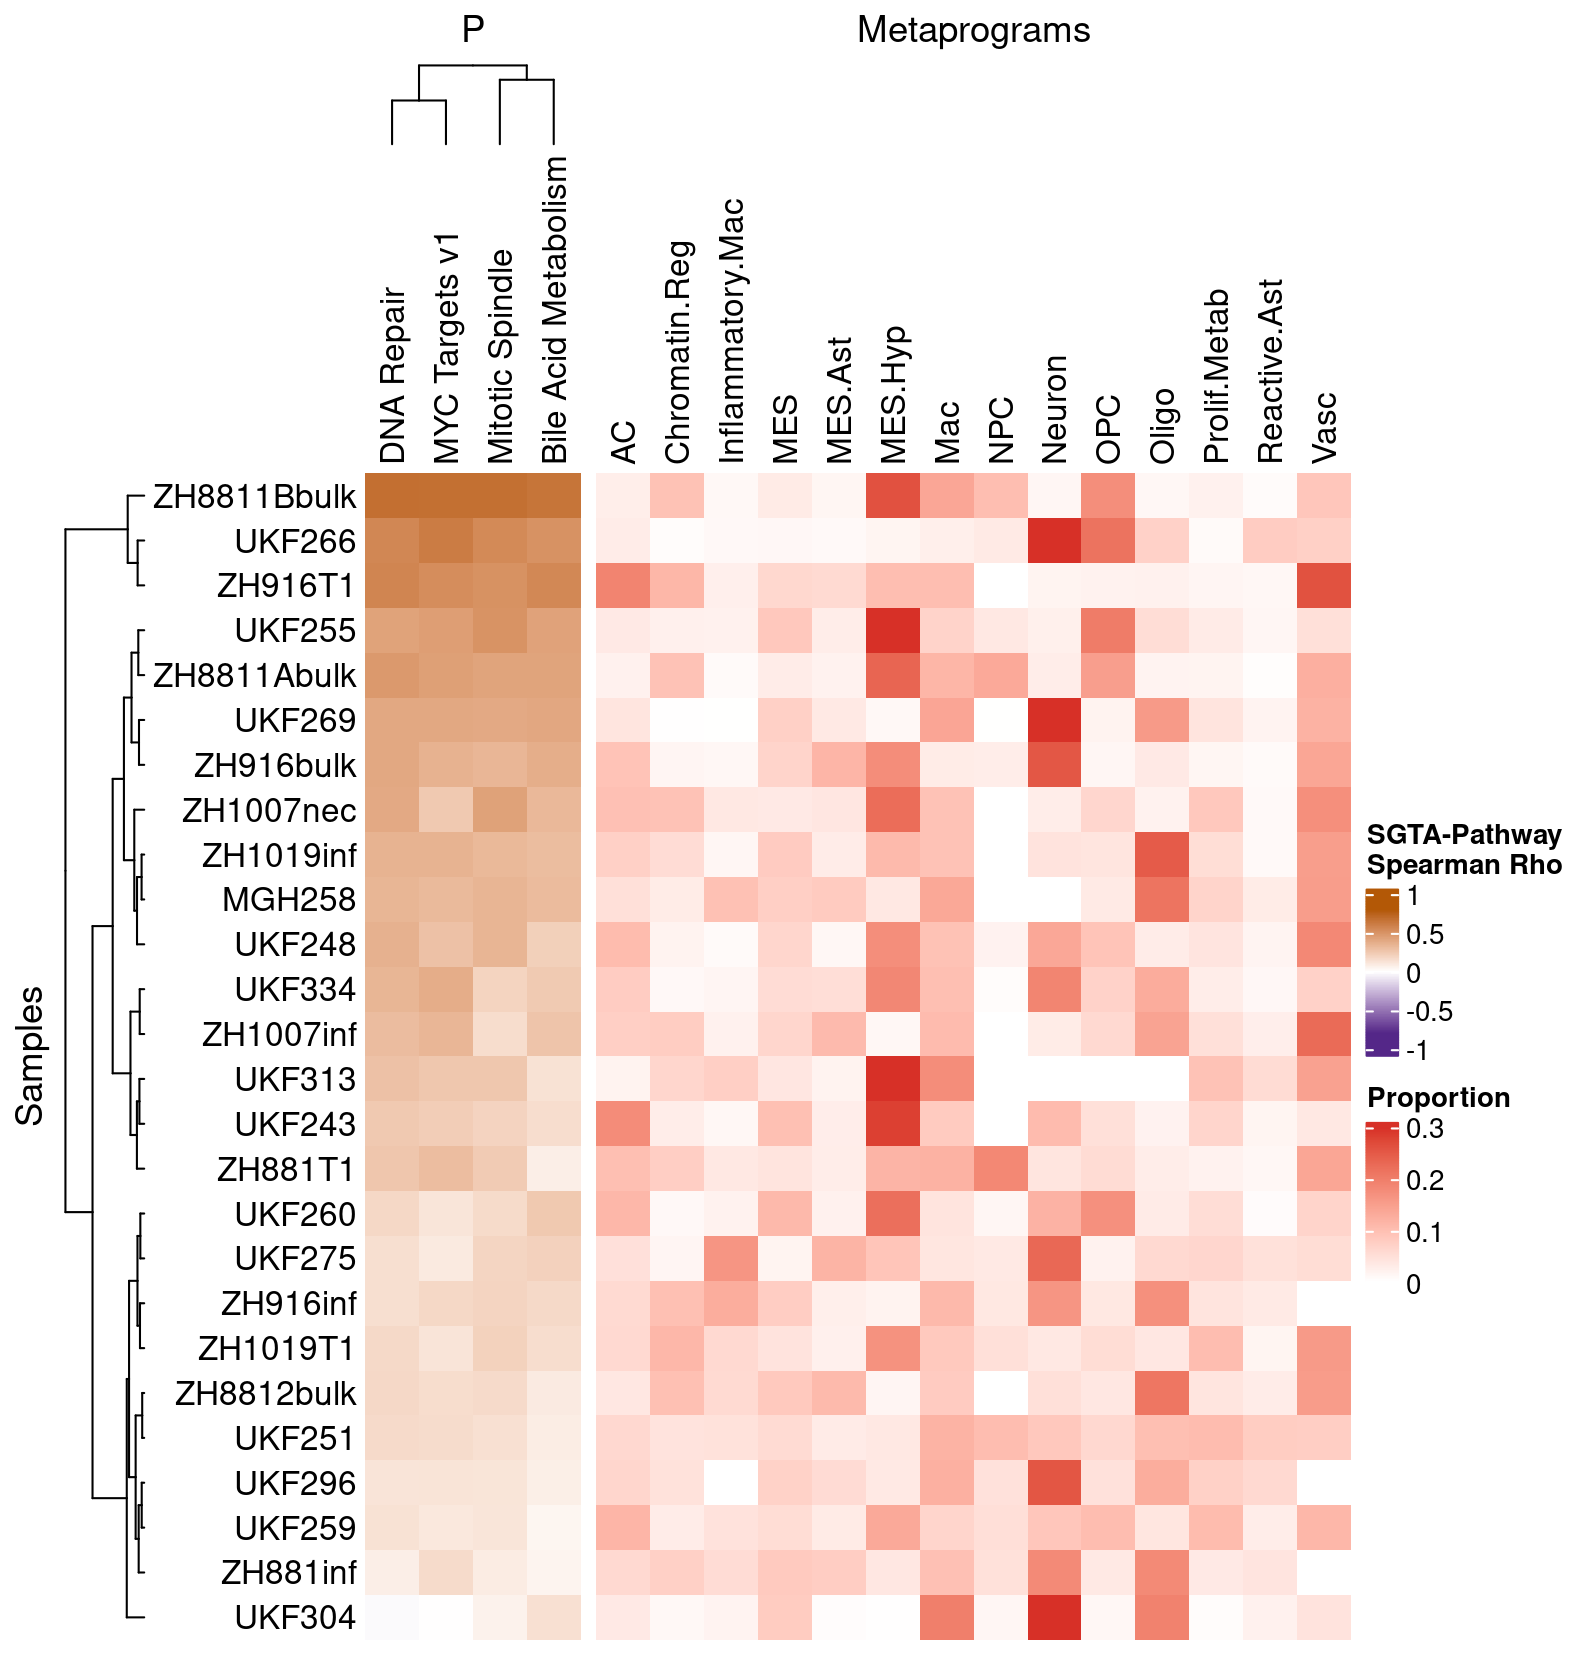 P
Metaprograms
DNA Repair
MYC Targets v1
Mitotic Spindle
Bile Acid Metabolism
AC
Chromatin.Reg
Inflammatory.Mac
MES
MES.Ast
MES.Hyp
Mac
NPC
Neuron
OPC
Oligo
Prolif.Metab
Reactive.Ast
Vasc
Samples
ZH8811Bbulk
UKF266
ZH916T1
UKF255
ZH8811Abulk
UKF269
ZH916bulk
ZH1007nec
ZH1019inf
MGH258
UKF248
UKF334
ZH1007inf
UKF313
UKF243
ZH881T1
UKF260
UKF275
ZH916inf
ZH1019T1
ZH8812bulk
UKF251
UKF296
UKF259
ZH881inf
UKF304
SGTA-Pathway
Spearman Rho
1
0.5
0
-0.5
-1
Proportion
0.3
0.2
0.1
0